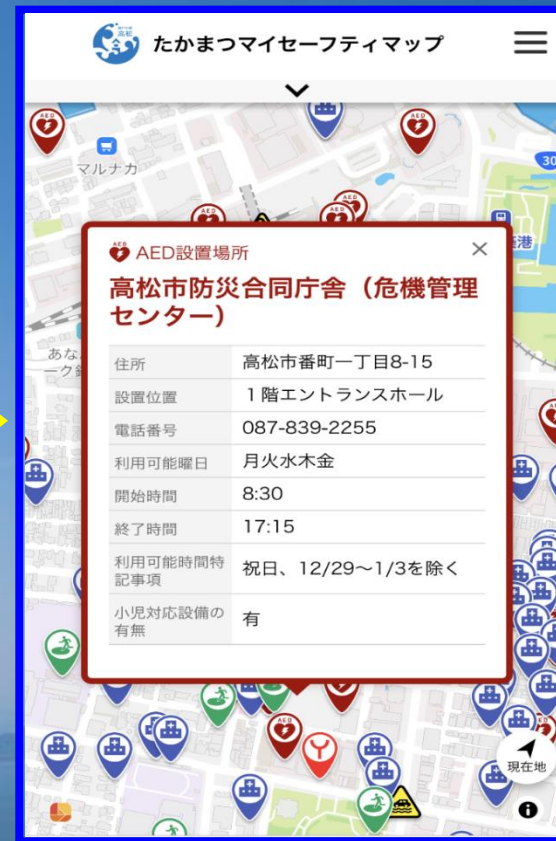 たかまつマイセーフティマップ
マルナカ
30
AED設置場所
高松市防災合同庁舎（危機管理
センター）
住所 高松市番町一丁目8-15
設置位置 １階エントランスホール
電話番号 087-839-2255
利用可能曜日 月火水木金
開始時間 8:30
終了時間 17:15
利用可能時間特
記事項 祝日、12/29～1/3を除く
小児対応設備の
有無 有
現在地